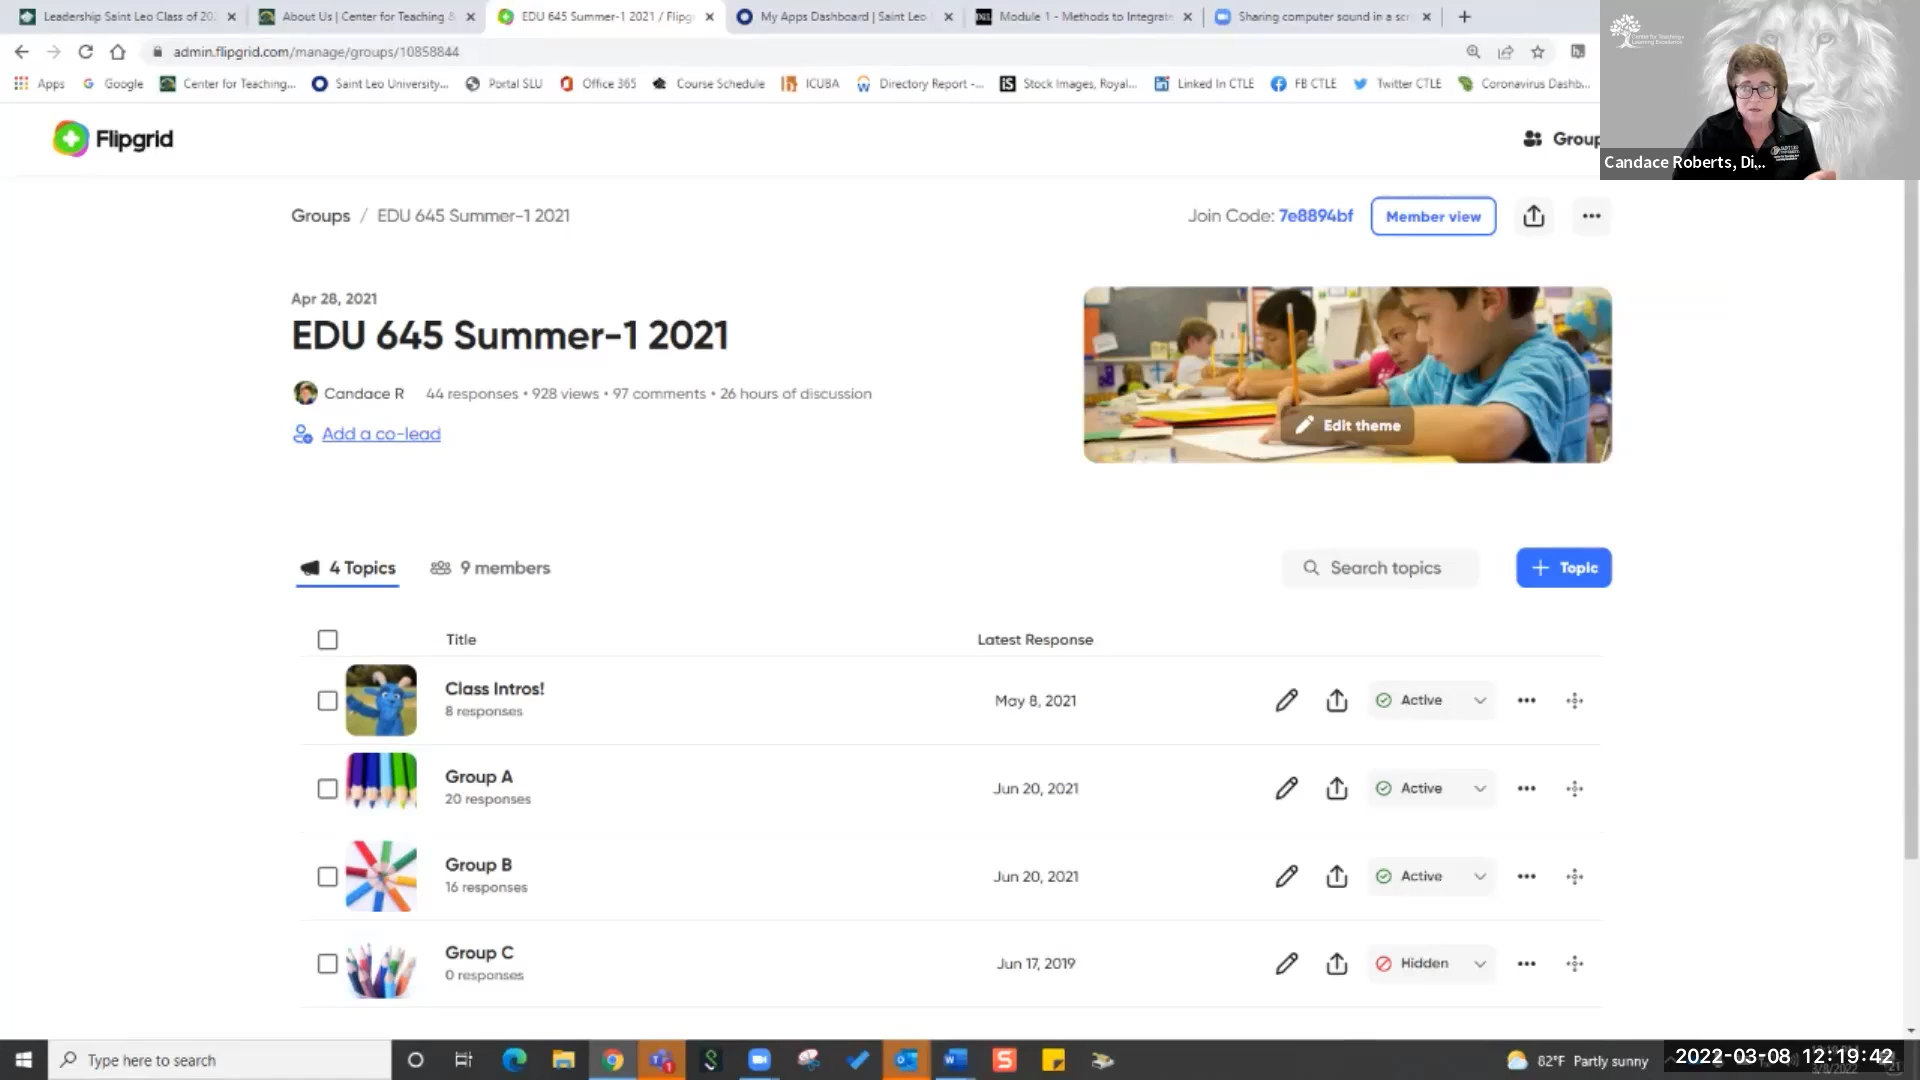 Leadership Saint Leo Class of 20
About Us | Center for Teaching &
EDU 645 Summer-1 2021 / Flipg
My Apps Dashboard | Saint Leo
Module 1 - Methods to Integrate
Sharing computer sound in a scr
admin.flipgrid.com/manage/groups/10858844
Apps
Google
Center for Teaching...
Saint Leo University...
Portal SLU
Office 365
Course Schedule
ICUBA
Directory Report -...
Stock Images, Royal...
Linked In CTLE
FB CTLE
Twitter CTLE
Coronavirus Dashb...
Center for Teaching +
Learning Excellence
Candace Roberts, Di...
Flipgrid
Group
Groups / EDU 645 Summer-1 2021
Join Code: 7e8894bf
Member view
Apr 28, 2021
EDU 645 Summer-1 2021
Candace R 44 responses • 928 views • 97 comments • 26 hours of discussion
Add a co-lead
Edit theme
4 Topics
9 members
Search topics
+ Topic
Title
Latest Response
Class Intros!
8 responses
May 8, 2021
Active
Group A
20 responses
Jun 20, 2021
Active
Group B
16 responses
Jun 20, 2021
Active
Group C
0 responses
Jun 17, 2019
Hidden
Type here to search
82°F Partly sunny
2022-03-08 12:19:42